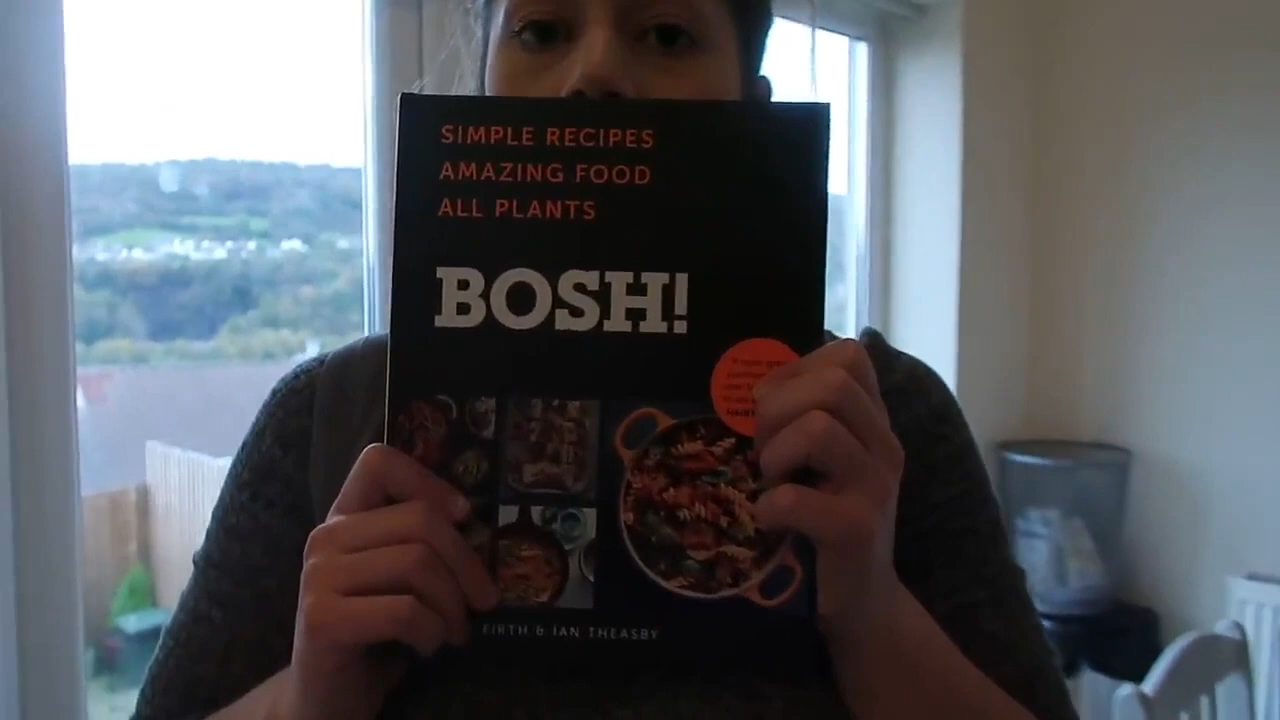 SIMPLE RECIPES
AMAZING FOOD
ALL PLANTS
BOSH!
FIRTH & IAN THEASBY